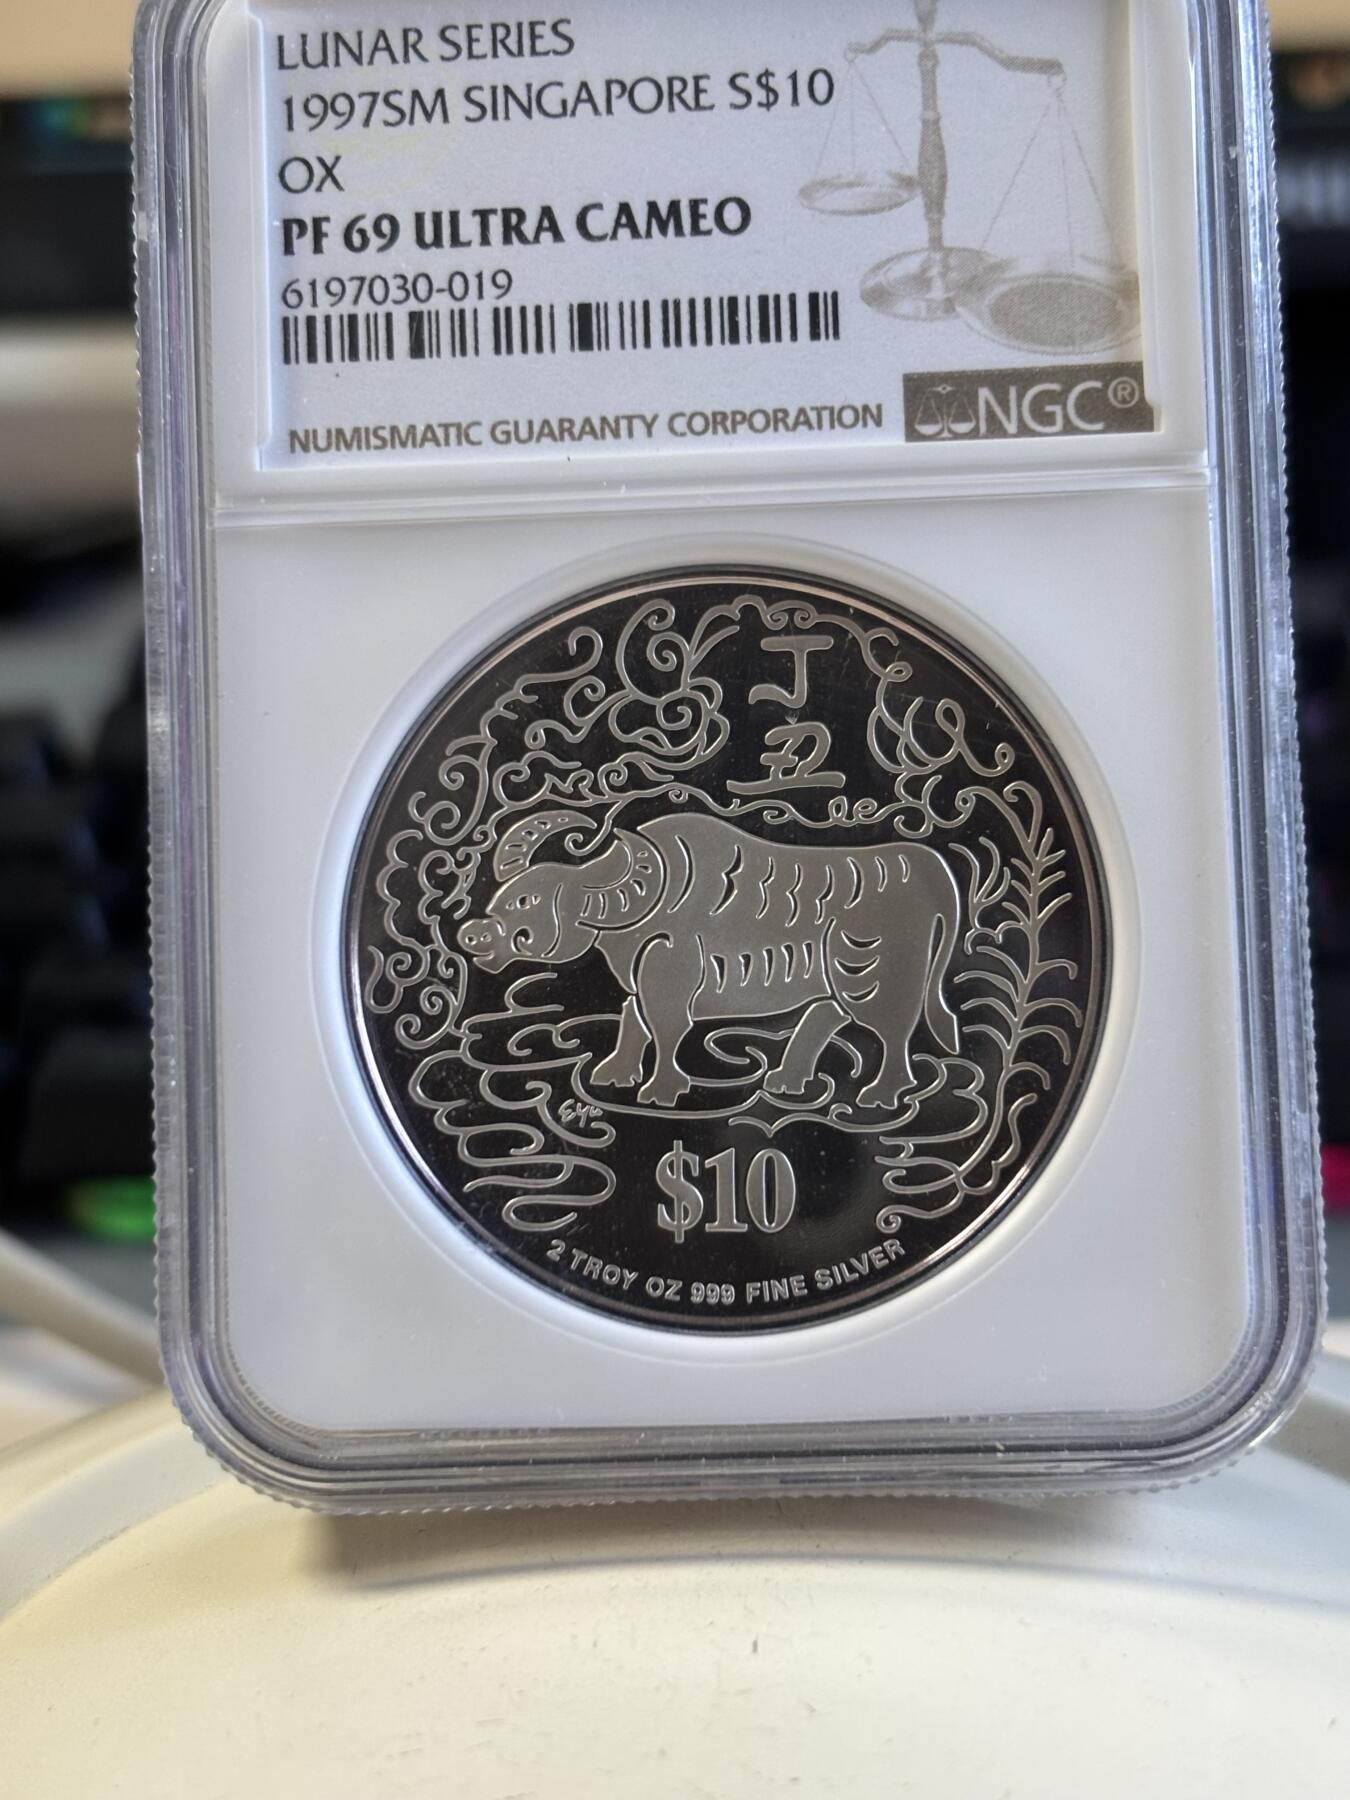 LUNAR SERIES
1997SM SINGAPORE S$10
OX
PF 69 ULTRA CAMEO
6197030-019
NUMISMATIC GUARANTY CORPORATION
NGC®
丁
丑
$10
2 TROY OZ 999 FINE SILVER